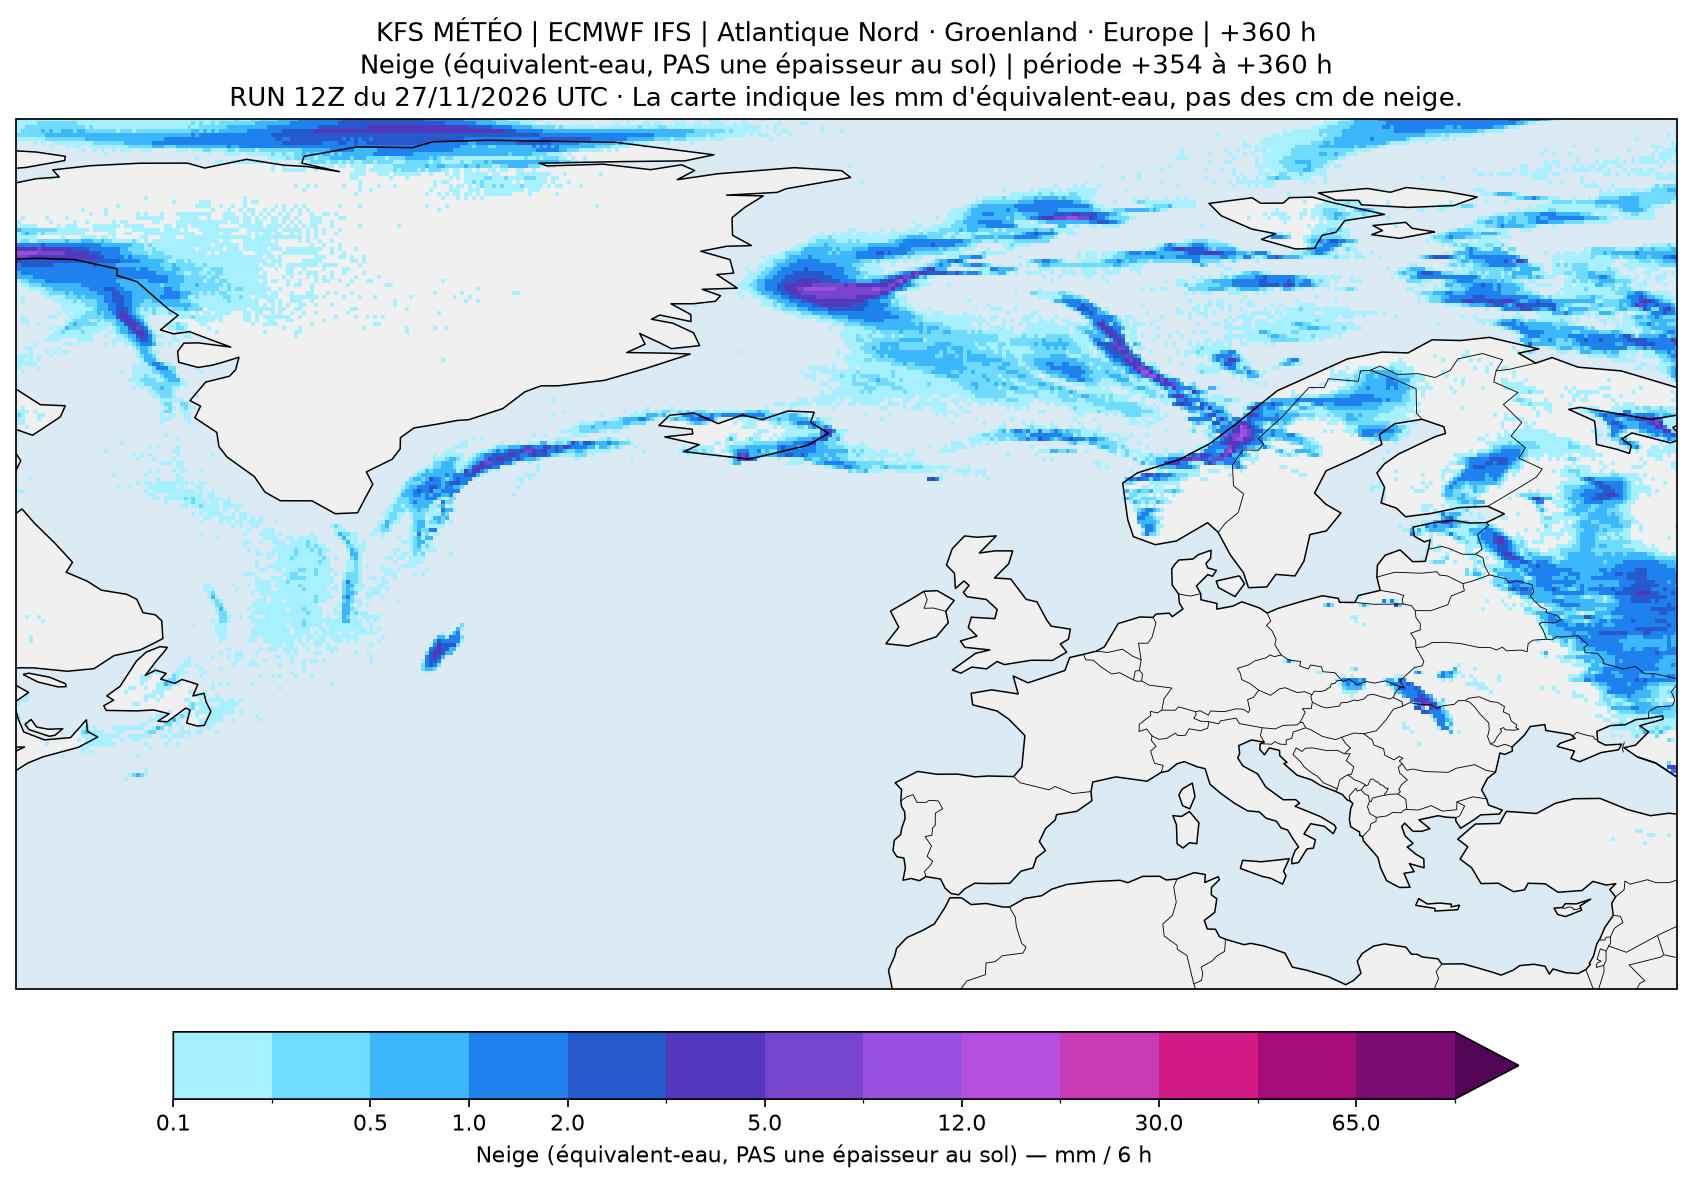 KFS MÉTÉO | ECMWF IFS | Atlantique Nord · Groenland · Europe | +360 h
Neige (équivalent-eau, PAS une épaisseur au sol) | période +354 à +360 h
RUN 12Z du 27/11/2026 UTC · La carte indique les mm d'équivalent-eau, pas des cm de neige.
0.1 0.5 1.0 2.0 5.0 12.0 30.0 65.0
Neige (équivalent-eau, PAS une épaisseur au sol) — mm / 6 h